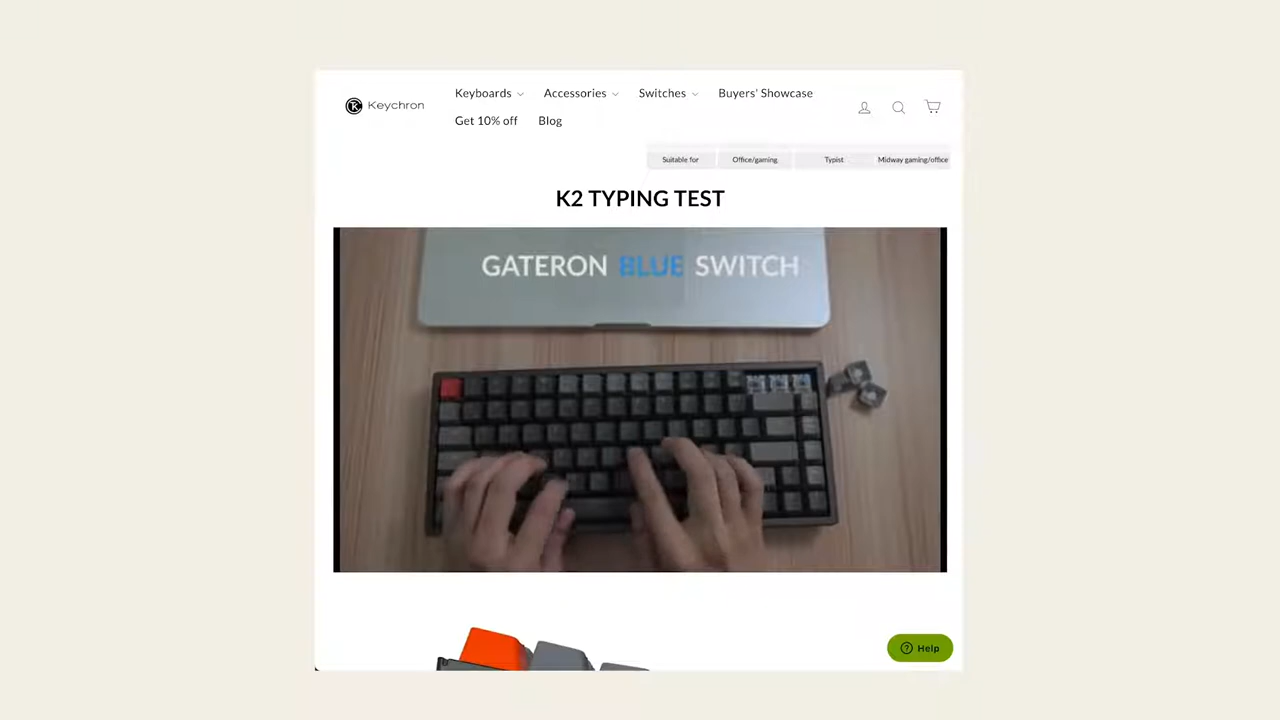 Keychron
Keyboards Accessories Switches Buyers' Showcase
Get 10% off Blog
Suitable for Office/gaming Typist Midway gaming/office
K2 TYPING TEST
GATERON BLUE SWITCH
Help